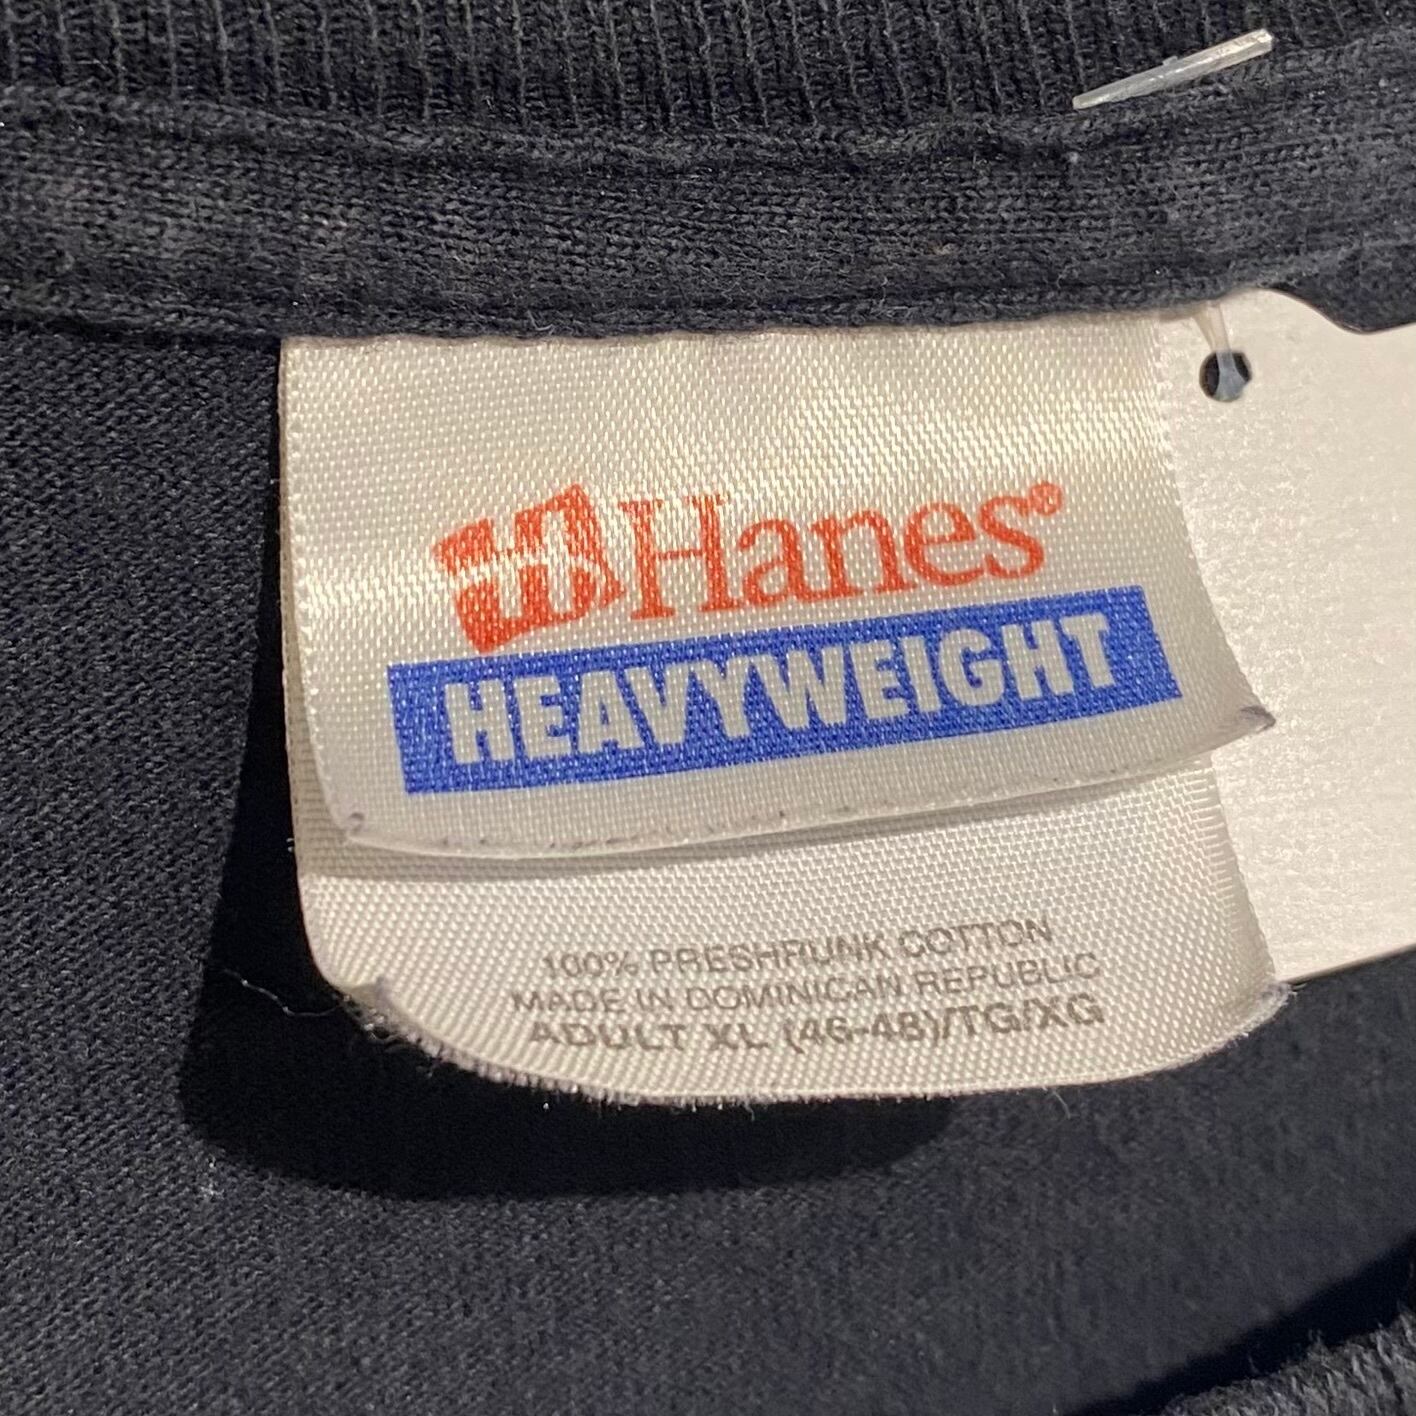 H Hanes®
HEAVYWEIGHT
100% PRESHRUNK COTTON
MADE IN DOMINICAN REPUBLIC
ADULT XL (46-48)/TG/XG